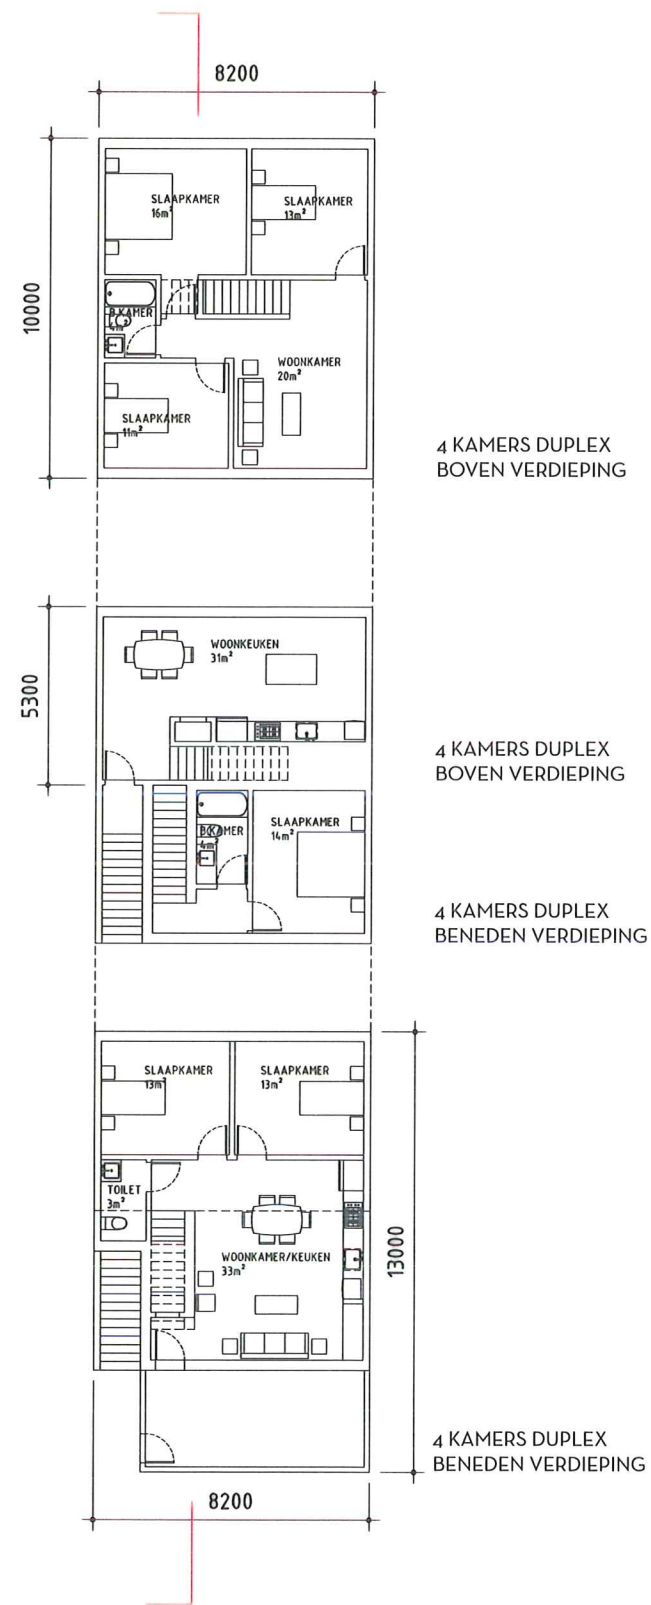 8200
10000
SLAAPKAMER
16m²
SLAAPKAMER
13m²
B.KAMER
4m²
WOONKAMER
20m²
SLAAPKAMER
11m²
4 KAMERS DUPLEX
BOVEN VERDIEPING
5300
WOONKEUKEN
31m²
4 KAMERS DUPLEX
BOVEN VERDIEPING
B.KAMER
4m²
SLAAPKAMER
14m²
4 KAMERS DUPLEX
BENEDEN VERDIEPING
SLAAPKAMER
13m²
SLAAPKAMER
13m²
TOILET
3m²
WOONKAMER/KEUKEN
33m²
13000
4 KAMERS DUPLEX
BENEDEN VERDIEPING
8200